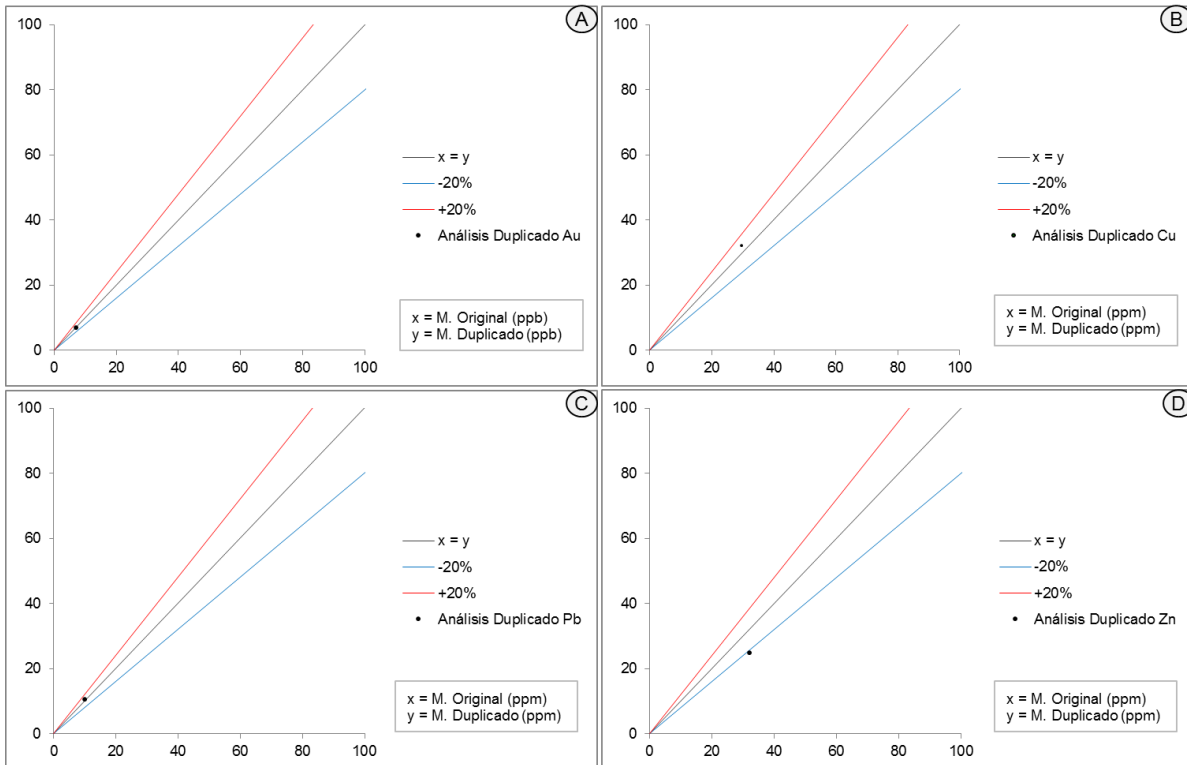 A
100
80
60
40
20
0
0 20 40 60 80 100
x = y
-20%
+20%
Análisis Duplicado Au
x = M. Original (ppb)
y = M. Duplicado (ppb)
B
100
80
60
40
20
0
0 20 40 60 80 100
x = y
-20%
+20%
Análisis Duplicado Cu
x = M. Original (ppm)
y = M. Duplicado (ppm)
C
100
80
60
40
20
0
0 20 40 60 80 100
x = y
-20%
+20%
Análisis Duplicado Pb
x = M. Original (ppm)
y = M. Duplicado (ppm)
D
100
80
60
40
20
0
0 20 40 60 80 100
x = y
-20%
+20%
Análisis Duplicado Zn
x = M. Original (ppm)
y = M. Duplicado (ppm)